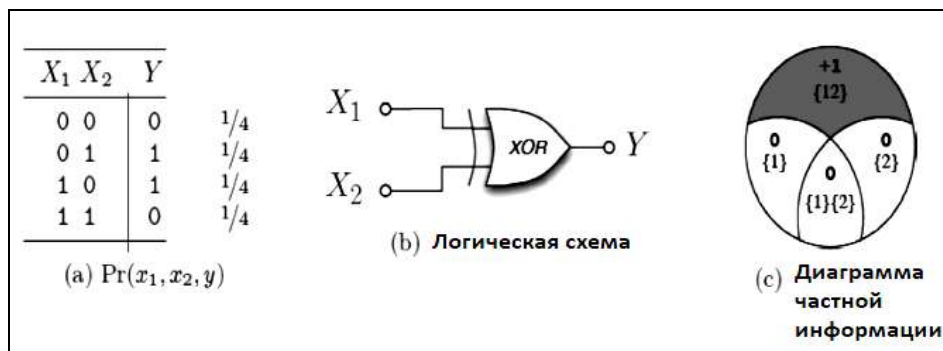 X₁ X₂ Y
0 0 0 1/4
0 1 1 1/4
1 0 1 1/4
1 1 0 1/4
(a) Pr(x₁, x₂, y)
X₁
X₂
XOR
Y
(b) Логическая схема
+1
{12}
0
{1}
0
{2}
0
{1}{2}
(c) Диаграмма
частной
информации